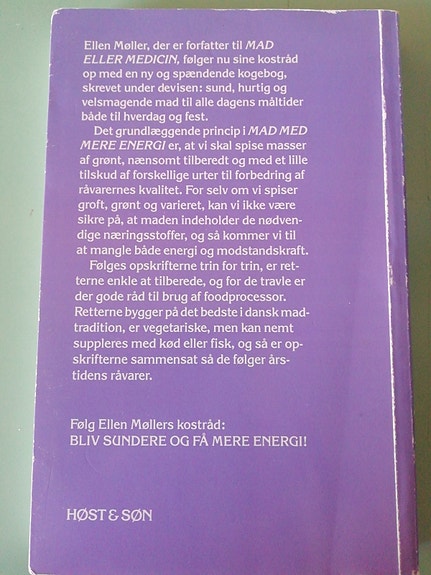 Ellen Møller, der er forfatter til MAD
ELLER MEDICIN, følger nu sine kostråd
op med en ny og spændende kogebog,
skrevet under devisen: sund, hurtig og
velsmagende mad til alle dagens måltider
både til hverdag og fest.
Det grundlæggende princip i MAD MED
MERE ENERGI er, at vi skal spise masser
af grønt, nænsomt tilberedt og med et lille
tilskud af forskellige urter til forbedring af
råvarernes kvalitet. For selv om vi spiser
groft, grønt og varieret, kan vi ikke være
sikre på, at maden indeholder de nødven-
dige næringsstoffer, og så kommer vi til
at mangle både energi og modstandskraft.
Følges opskrifterne trin for trin, er ret-
terne enkle at tilberede, og for de travle er
der gode råd til brug af foodprocessor.
Retterne bygger på det bedste i dansk mad-
tradition, er vegetariske, men kan nemt
suppleres med kød eller fisk, og så er op-
skrifterne sammensat så de følger års-
tidens råvarer.
Følg Ellen Møllers kostråd:
BLIV SUNDERE OG FÅ MERE ENERGI!
HØST & SØN